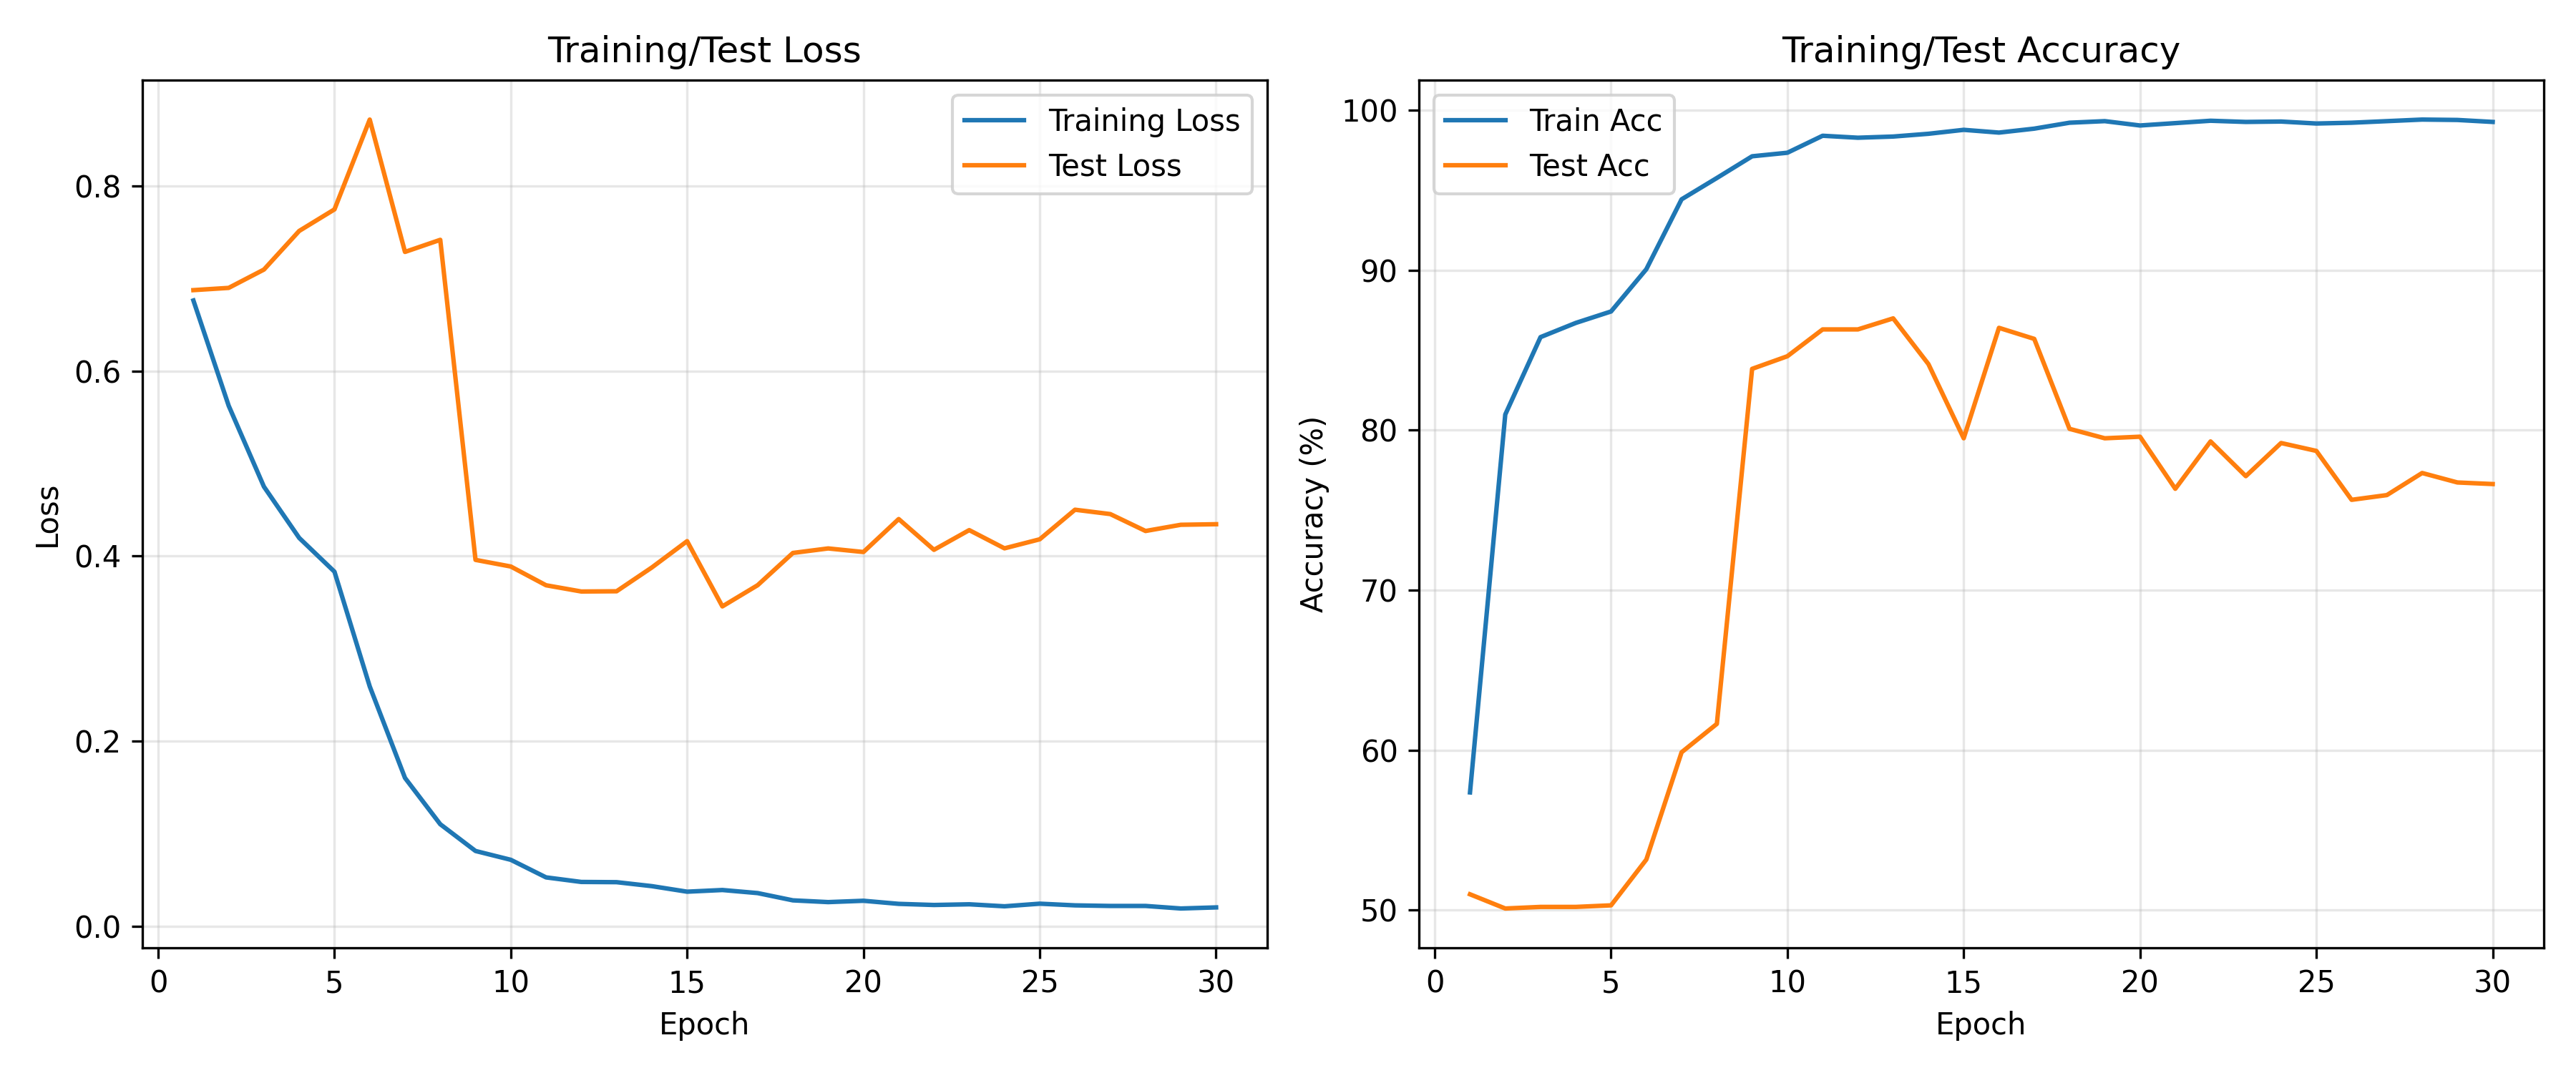 Training/Test Loss
Training Loss
Test Loss
Loss
0.8
0.6
0.4
0.2
0.0
0 5 10 15 20 25 30
Epoch
Training/Test Accuracy
Train Acc
Test Acc
Accuracy (%)
100
90
80
70
60
50
0 5 10 15 20 25 30
Epoch